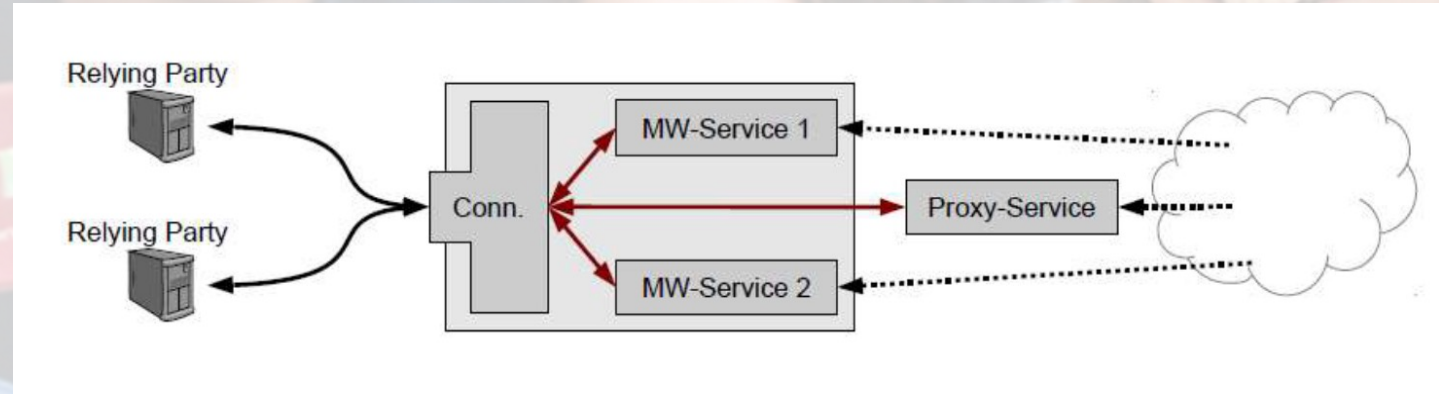 Relying Party
MW-Service 1
Conn.
Proxy-Service
Relying Party
MW-Service 2